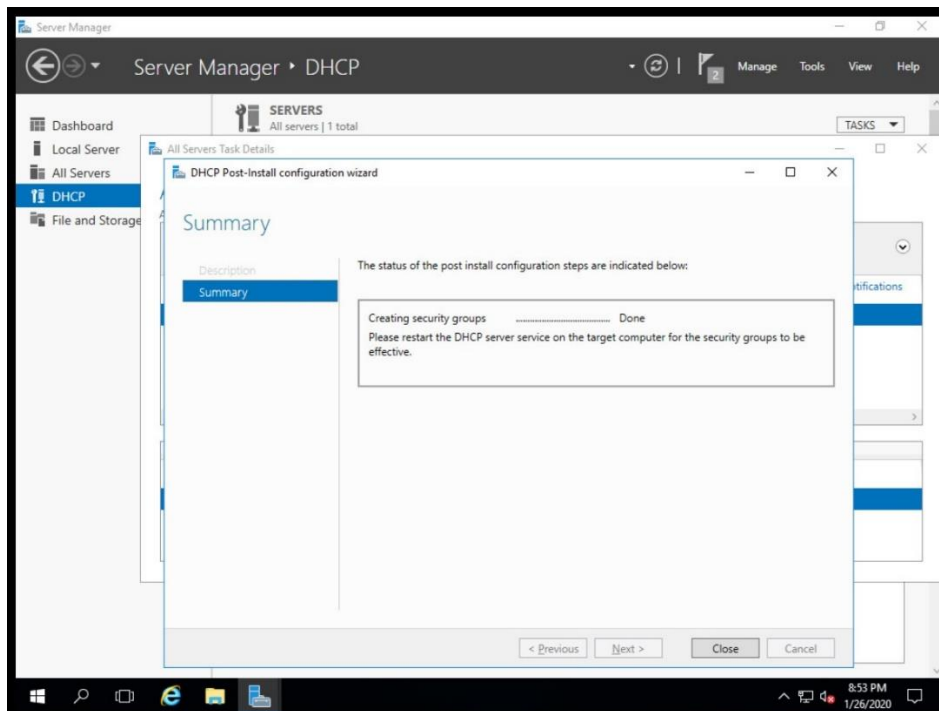 Server Manager
Server Manager ‣ DHCP
2
Manage Tools View Help
Dashboard
Local Server
All Servers
DHCP
File and Storage
SERVERS
All servers | 1 total
TASKS
All Servers Task Details
DHCP Post-Install configuration wizard
Summary
Description
Summary
The status of the post install configuration steps are indicated below:
Creating security groups ........................................ Done
Please restart the DHCP server service on the target computer for the security groups to be
effective.
< Previous Next > Close Cancel
8:53 PM
1/26/2020